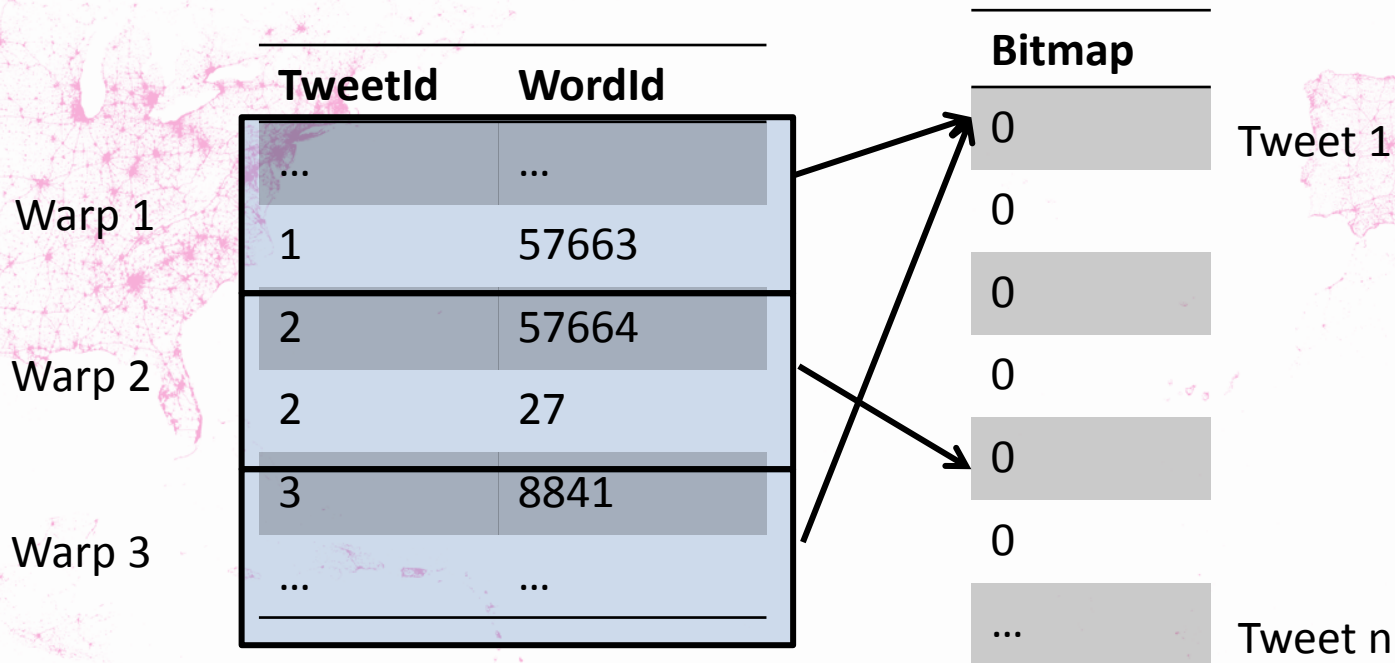 TweetId WordId
... ...
Warp 1
1 57663
2 57664
Warp 2
2 27
3 8841
Warp 3
... ...
Bitmap
0 Tweet 1
0
0
0
0
0
... Tweet n